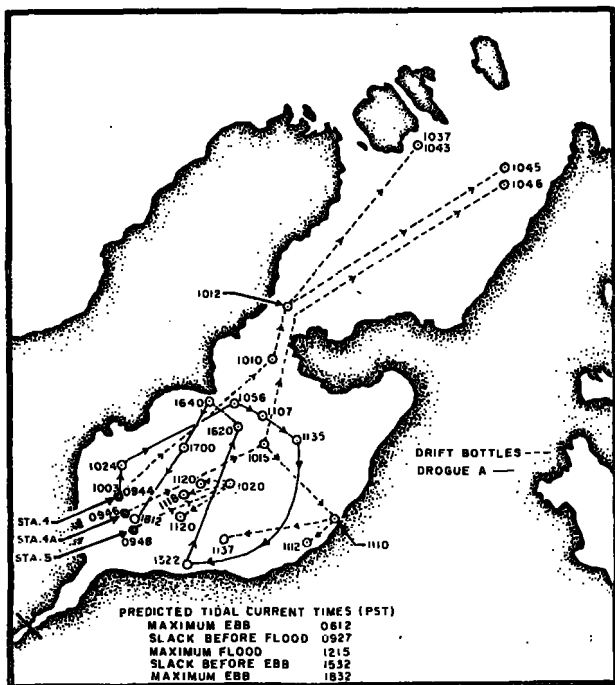 1037
1043
1045
1046
1012
1010
1640
1056
1107
1620
1135
1700
1015
1024
DRIFT BOTTLES
DROGUE A
1003
0944
1120
1020
1118
STA. 4
0946
STA. 4A
1812
1120
STA. 5
0948
1137
1112
1110
1322
PREDICTED TIDAL CURRENT TIMES (PST)
MAXIMUM EBB 0612
SLACK BEFORE FLOOD 0927
MAXIMUM FLOOD 1215
SLACK BEFORE EBB 1532
MAXIMUM EBB 1832